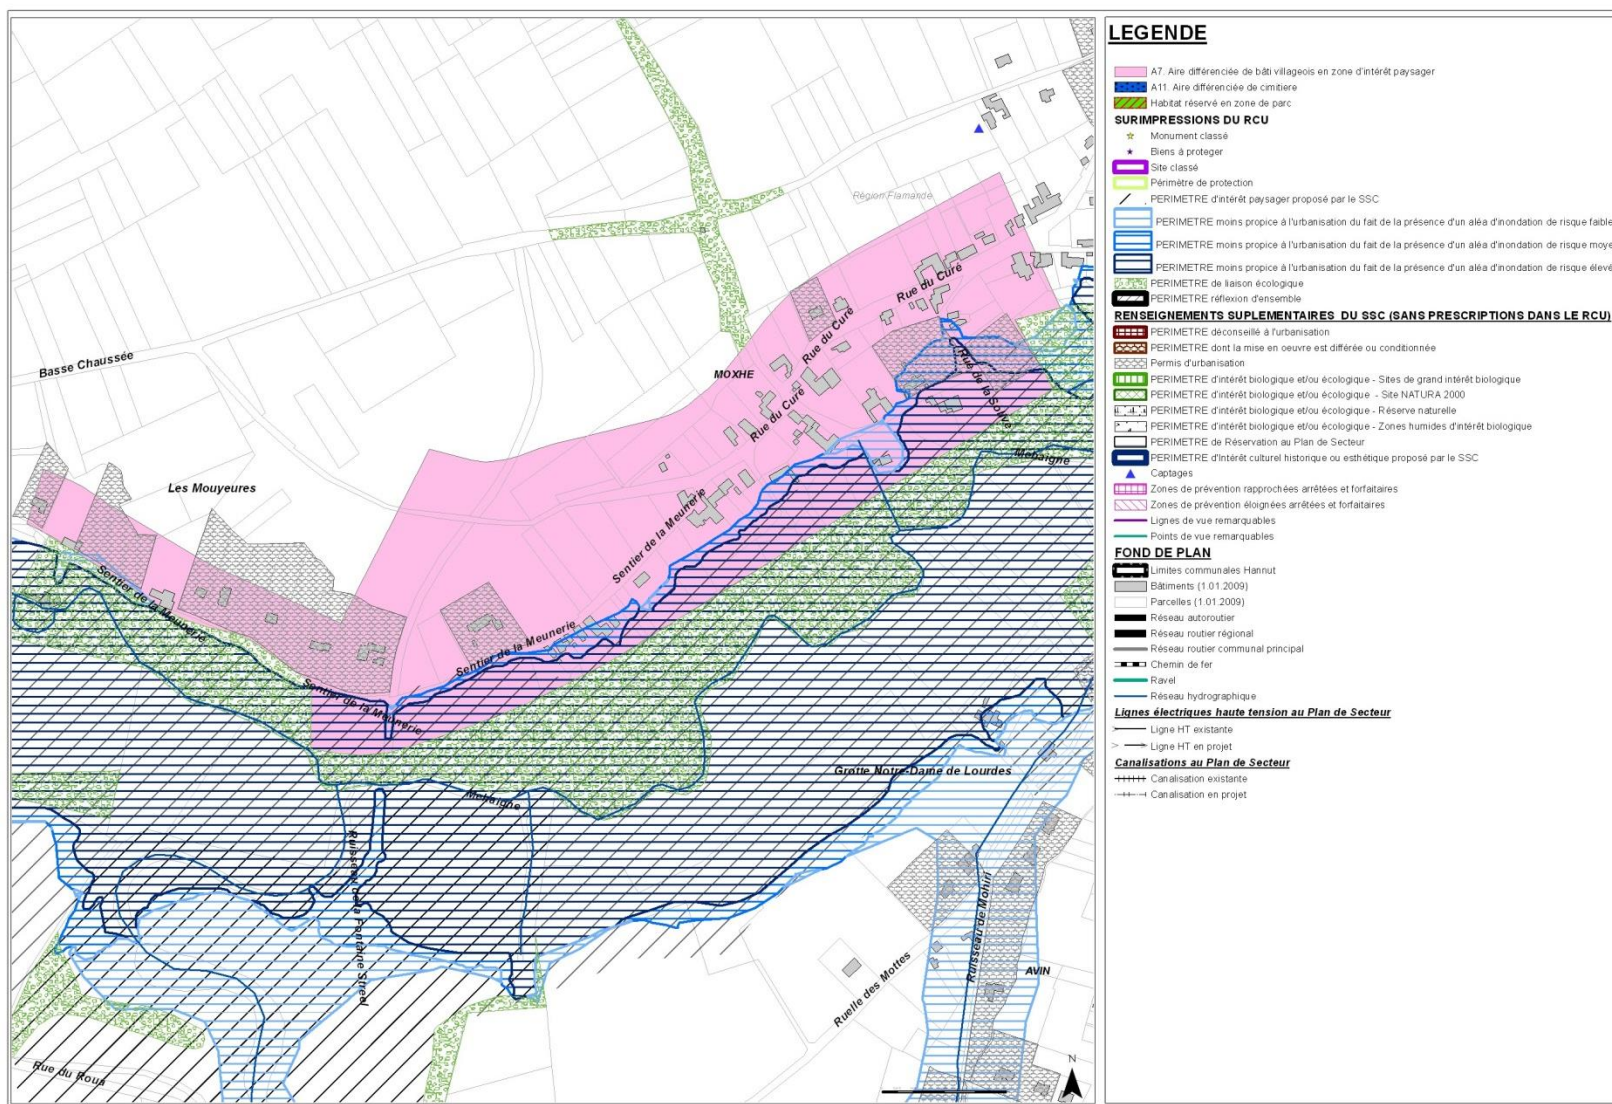 Région Flamande
Rue du Curé
Rue du Curé
Basse Chaussée
MOXHE
Rue de la Solive
Rue du Curé
Mehaigne
Les Mouyeures
Sentier de la Meunerie
Sentier de la Meunerie
Sentier de la Meunerie
Sentier de la Meunerie
Grotte Notre-Dame de Lourdes
Mehaigne
Ruisseau de la Fontaine Streel
Ruisseau de Mohiri
AVIN
Ruelle des Mottes
Rue du Rous
N
LEGENDE
A7. Aire différenciée de bâti villageois en zone d'intérêt paysager
A11. Aire différenciée de cimitiere
Habitat réservé en zone de parc
SURIMPRESSIONS DU RCU
Monument classé
Biens à proteger
Site classé
Périmètre de protection
PERIMETRE d'intérêt paysager proposé par le SSC
PERIMETRE moins propice à l'urbanisation du fait de la présence d'un aléa d'inondation de risque faible
PERIMETRE moins propice à l'urbanisation du fait de la présence d'un aléa d'inondation de risque moye
PERIMETRE moins propice à l'urbanisation du fait de la présence d'un aléa d'inondation de risque élevé
PERIMETRE de liaison écologique
PERIMETRE réflexion d'ensemble
RENSEIGNEMENTS SUPLEMENTAIRES DU SSC (SANS PRESCRIPTIONS DANS LE RCU)
PERIMETRE déconseillé à l'urbanisation
PERIMETRE dont la mise en oeuvre est différée ou conditionnée
Permis d'urbanisation
PERIMETRE d'intérêt biologique et/ou écologique - Sites de grand intérêt biologique
PERIMETRE d'intérêt biologique et/ou écologique - Site NATURA 2000
PERIMETRE d'intérêt biologique et/ou écologique - Réserve naturelle
PERIMETRE d'intérêt biologique et/ou écologique - Zones humides d'intérêt biologique
PERIMETRE de Réservation au Plan de Secteur
PERIMETRE d'Intérêt culturel historique ou esthétique proposé par le SSC
Captages
Zones de prévention rapprochées arrêtées et forfaitaires
Zones de prévention éloignées arrêtées et forfaitaires
Lignes de vue remarquables
Points de vue remarquables
FOND DE PLAN
Limites communales Hannut
Bâtiments (1.01.2009)
Parcelles (1.01.2009)
Réseau autoroutier
Réseau routier régional
Réseau routier communal principal
Chemin de fer
Ravel
Réseau hydrographique
Lignes électriques haute tension au Plan de Secteur
Ligne HT existante
Ligne HT en projet
Canalisations au Plan de Secteur
Canalisation existante
Canalisation en projet